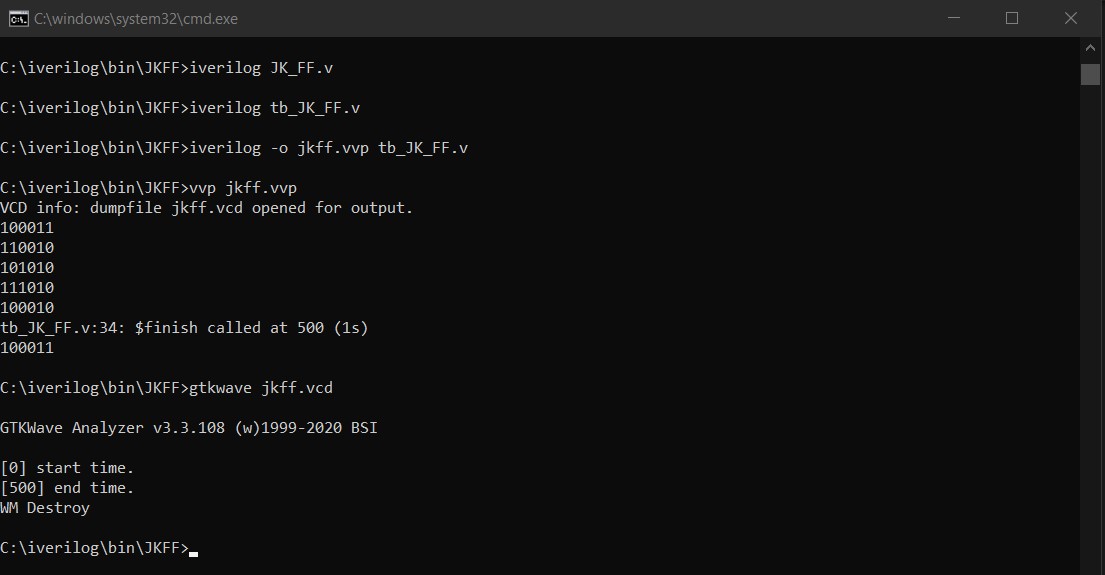 C:\windows\system32\cmd.exe
C:\iverilog\bin\JKFF>iverilog JK_FF.v
C:\iverilog\bin\JKFF>iverilog tb_JK_FF.v
C:\iverilog\bin\JKFF>iverilog -o jkff.vvp tb_JK_FF.v
C:\iverilog\bin\JKFF>vvp jkff.vvp
VCD info: dumpfile jkff.vcd opened for output.
100011
110010
101010
111010
100010
tb_JK_FF.v:34: $finish called at 500 (1s)
100011
C:\iverilog\bin\JKFF>gtkwave jkff.vcd
GTKWave Analyzer v3.3.108 (w)1999-2020 BSI
[0] start time.
[500] end time.
WM Destroy
C:\iverilog\bin\JKFF>